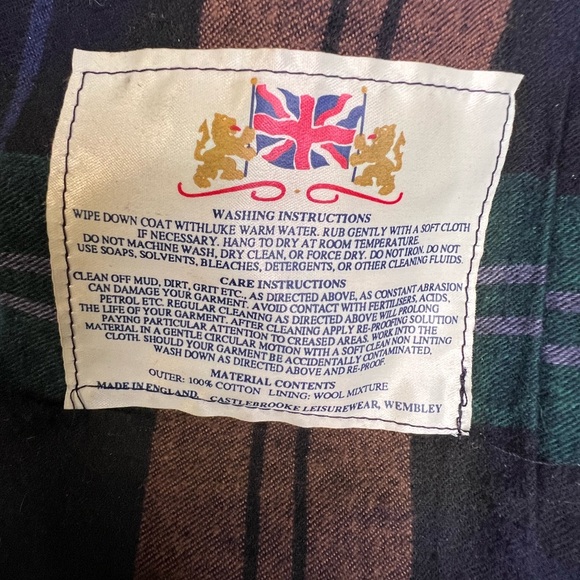 WASHING INSTRUCTIONS
WIPE DOWN COAT WITHLUKE WARM WATER. RUB GENTLY WITH A SOFT CLOTH
IF NECESSARY. HANG TO DRY AT ROOM TEMPERATURE.
DO NOT MACHINE WASH, DRY CLEAN, OR FORCE DRY. DO NOT IRON. DO NOT
USE SOAPS, SOLVENTS, BLEACHES, DETERGENTS, OR OTHER CLEANING FLUIDS.
CARE INSTRUCTIONS
CLEAN OFF MUD, DIRT, GRIT ETC., AS DIRECTED ABOVE, AS CONSTANT ABRASION
CAN DAMAGE YOUR GARMENT. AVOID CONTACT WITH FERTILISERS, ACIDS,
PETROL ETC. REGULAR CLEANING AS DIRECTED ABOVE WILL PROLONG
THE LIFE OF YOUR GARMENT. AFTER CLEANING APPLY RE-PROOFING SOLUTION
PAYING PARTICULAR ATTENTION TO CREASED AREAS. WORK INTO THE
MATERIAL IN A GENTLE CIRCULAR MOTION WITH A SOFT CLEAN NON LINTING
CLOTH. SHOULD YOUR GARMENT BE ACCIDENTALLY CONTAMINATED.
WASH DOWN AS DIRECTED ABOVE AND RE-PROOF.
MATERIAL CONTENTS
OUTER: 100% COTTON LINING: WOOL MIXTURE
MADE IN ENGLAND. CASTLEBROOKE LEISUREWEAR, WEMBLEY